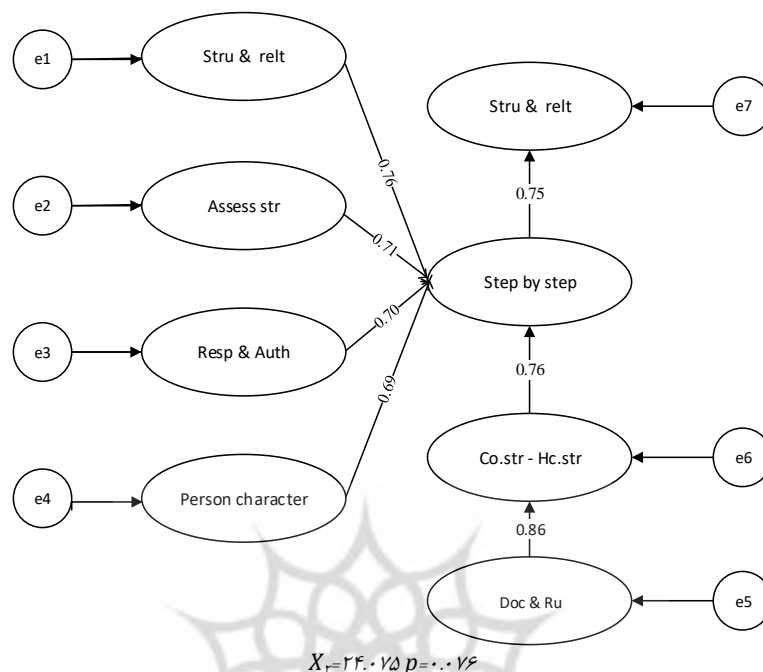 e1
Stru & relt
Stru & relt
e7
0.76
0.75
e2
Assess str
0.71
Step by step
0.70
e3
Resp & Auth
0.76
0.69
Co.str - Hc.str
e6
e4
Person character
0.86
Doc & Ru
e5
X₂=۲۴.۰۷۵ p=۰.۰۷۶